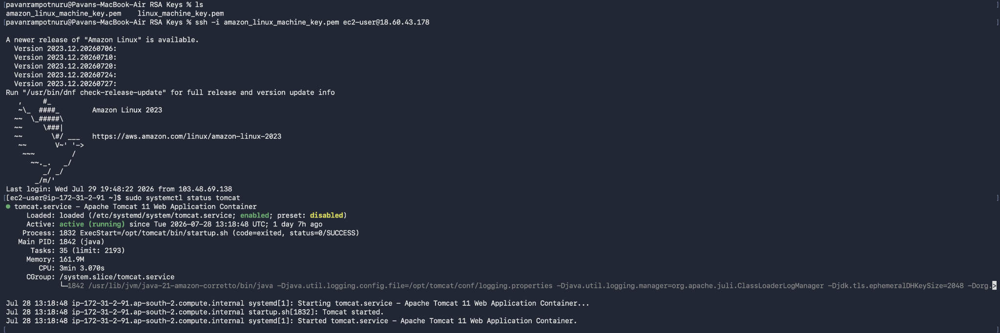 [pavanrampotnuru@Pavans-MacBook-Air RSA Keys % ls ]
amazon_linux_machine_key.pem    linux_machine_key.pem
[pavanrampotnuru@Pavans-MacBook-Air RSA Keys % ssh -i amazon_linux_machine_key.pem ec2-user@18.60.43.178 ]

A newer release of "Amazon Linux" is available.
  Version 2023.12.20260706:
  Version 2023.12.20260710:
  Version 2023.12.20260720:
  Version 2023.12.20260724:
  Version 2023.12.20260727:
Run "/usr/bin/dnf check-release-update" for full release and version update info
   ,     #_
   ~\_  ####_        Amazon Linux 2023
  ~~  \_#####\
  ~~     \###|
  ~~       \#/ ___   https://aws.amazon.com/linux/amazon-linux-2023
   ~~       V~' '->
    ~~~         /
      ~~._.   _/
         _/ _/
       _/m/'
Last login: Wed Jul 29 19:48:22 2026 from 103.48.69.138
[[ec2-user@ip-172-31-2-91 ~]$ sudo systemctl status tomcat ]
● tomcat.service - Apache Tomcat 11 Web Application Container
     Loaded: loaded (/etc/systemd/system/tomcat.service; enabled; preset: disabled)
     Active: active (running) since Tue 2026-07-28 13:18:48 UTC; 1 day 7h ago
    Process: 1832 ExecStart=/opt/tomcat/bin/startup.sh (code=exited, status=0/SUCCESS)
   Main PID: 1842 (java)
      Tasks: 35 (limit: 2193)
     Memory: 161.9M
        CPU: 3min 3.070s
     CGroup: /system.slice/tomcat.service
             └─1842 /usr/lib/jvm/java-21-amazon-corretto/bin/java -Djava.util.logging.config.file=/opt/tomcat/conf/logging.properties -Djava.util.logging.manager=org.apache.juli.ClassLoaderLogManager -Djdk.tls.ephemeralDHKeySize=2048 -Dorg.>

Jul 28 13:18:48 ip-172-31-2-91.ap-south-2.compute.internal systemd[1]: Starting tomcat.service - Apache Tomcat 11 Web Application Container...
Jul 28 13:18:48 ip-172-31-2-91.ap-south-2.compute.internal startup.sh[1832]: Tomcat started.
Jul 28 13:18:48 ip-172-31-2-91.ap-south-2.compute.internal systemd[1]: Started tomcat.service - Apache Tomcat 11 Web Application Container.
[ ]